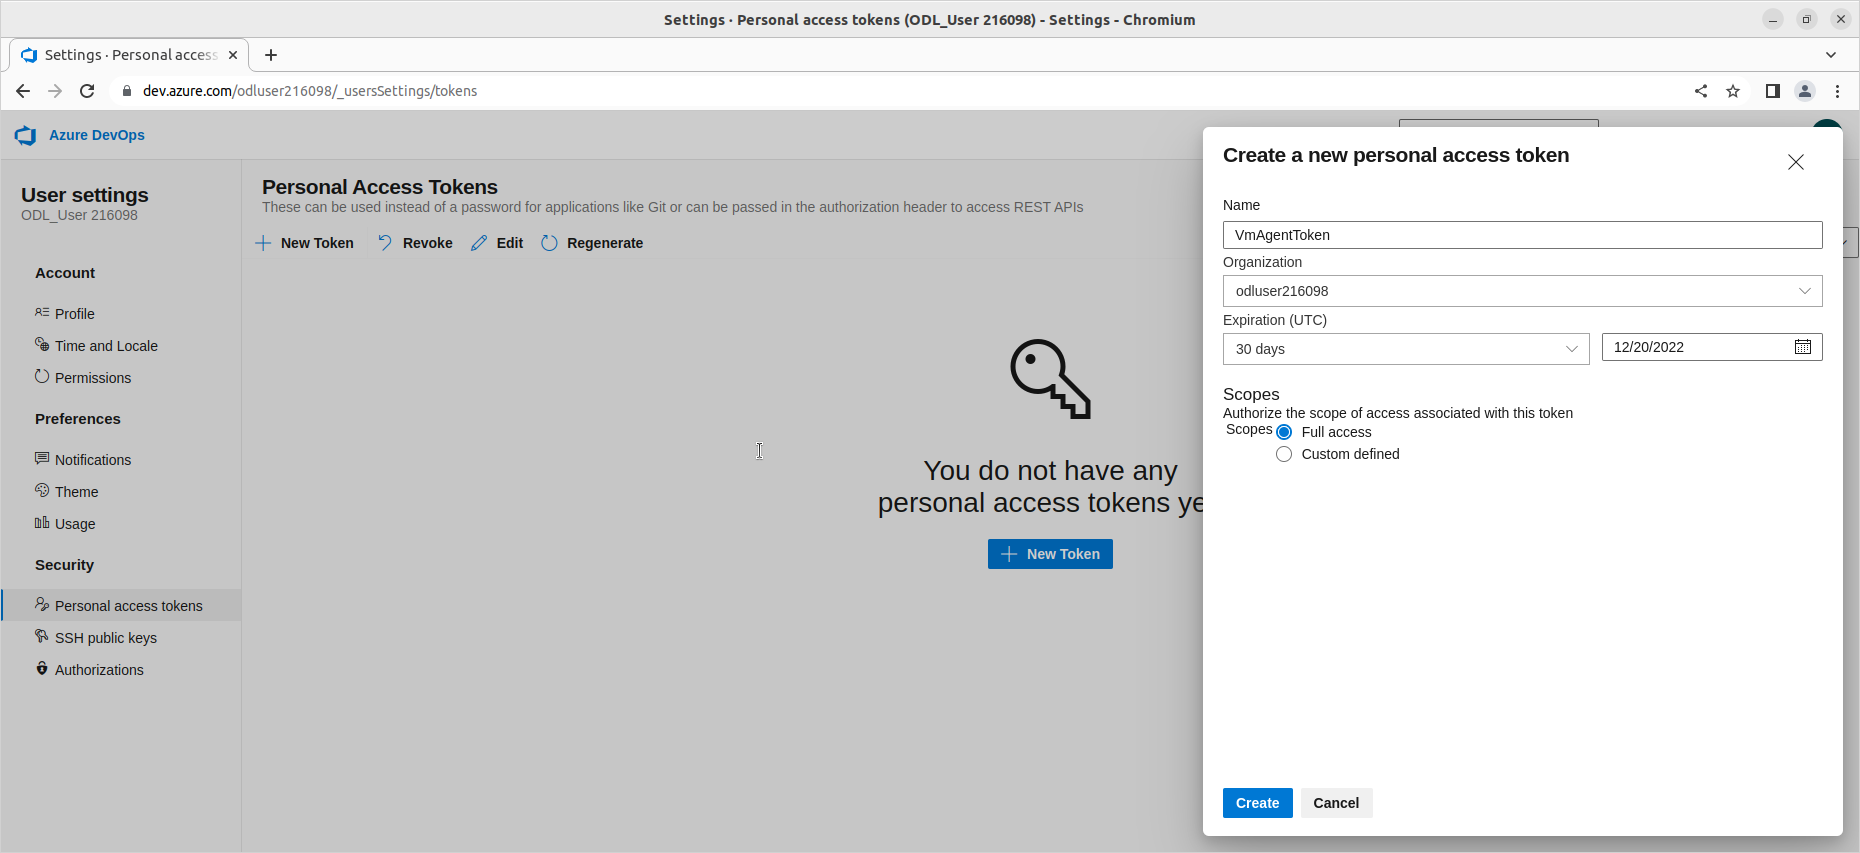 Settings · Personal access tokens (ODL_User 216098) - Settings - Chromium
Settings · Personal access
dev.azure.com/odluser216098/_usersSettings/tokens
Azure DevOps
User settings
ODL_User 216098
Account
Profile
Time and Locale
Permissions
Preferences
Notifications
Theme
Usage
Security
Personal access tokens
SSH public keys
Authorizations
Personal Access Tokens
These can be used instead of a password for applications like Git or can be passed in the authorization header to access REST APIs
New Token Revoke Edit Regenerate
You do not have any
personal access tokens ye
New Token
Create a new personal access token
Name
VmAgentToken
Organization
odluser216098
Expiration (UTC)
30 days 12/20/2022
Scopes
Authorize the scope of access associated with this token
Scopes Full access
Custom defined
Create Cancel